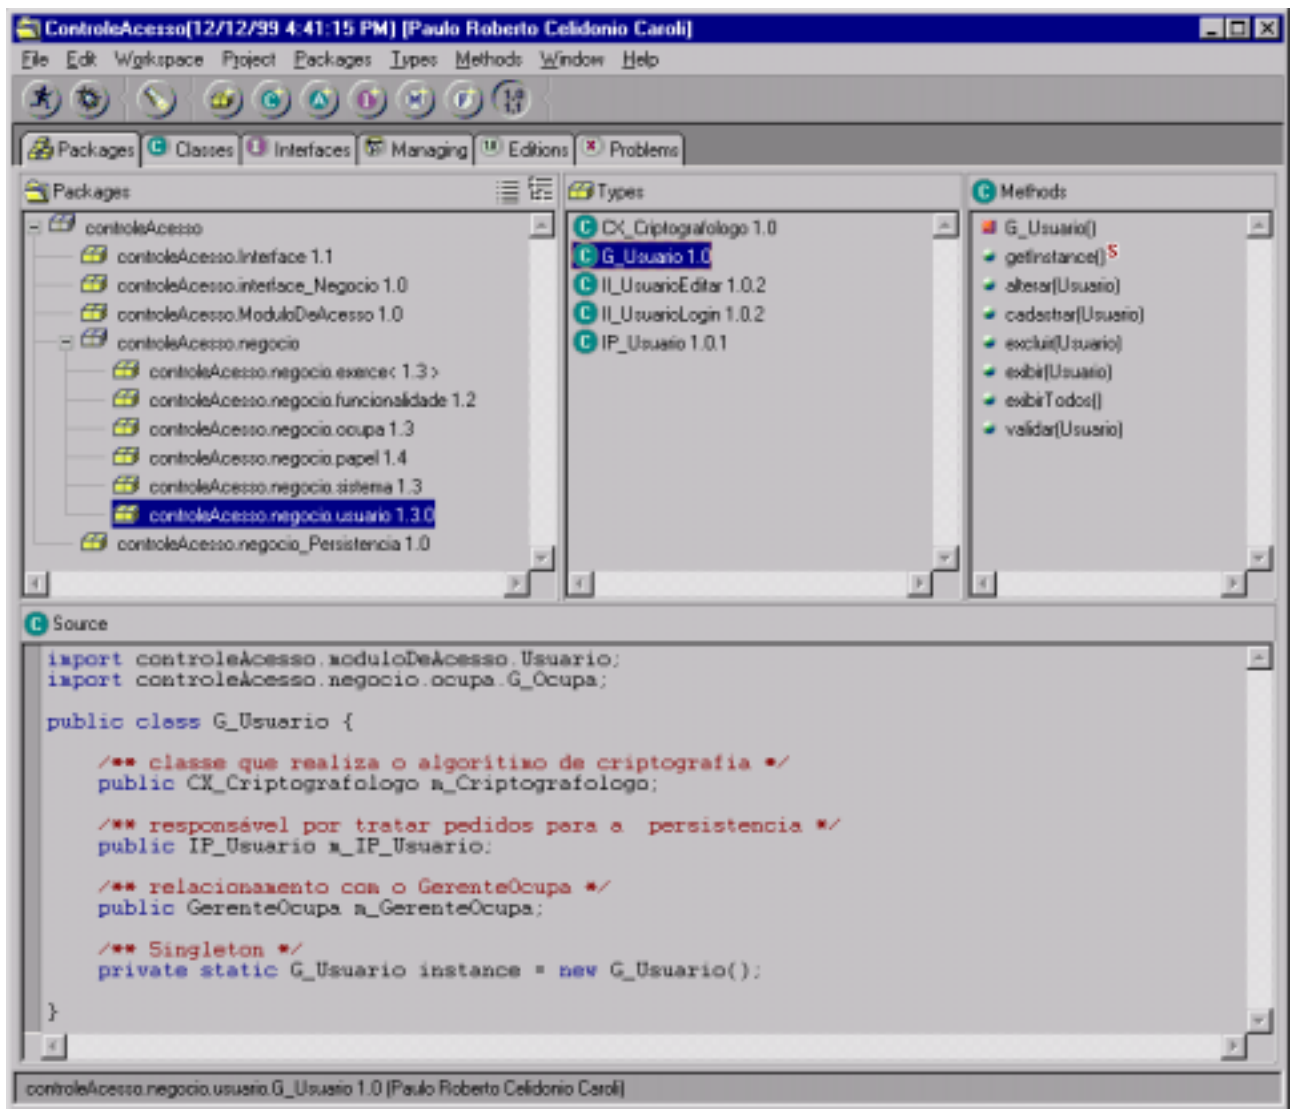 ControleAcesso[12/12/99 4:41:15 PM] [Paulo Roberto Celidonio Caroli]
File Edit Workspace Project Packages Types Methods Window Help
Packages Classes Interfaces Managing Editions Problems
Packages
controleAcesso
controleAcesso.Interface 1.1
controleAcesso.interface_Negocio 1.0
controleAcesso.ModuloDeAcesso 1.0
controleAcesso.negocio
controleAcesso.negocio.exerce< 1.3 >
controleAcesso.negocio.funcionalidade 1.2
controleAcesso.negocio.ocupa 1.3
controleAcesso.negocio.papel 1.4
controleAcesso.negocio.sistema 1.3
controleAcesso.negocio.usuario 1.3.0
controleAcesso.negocio_Persistencia 1.0
Types
CX_Criptografologo 1.0
G_Usuario 1.0
II_UsuarioEditar 1.0.2
II_UsuarioLogin 1.0.2
IP_Usuario 1.0.1
Methods
G_Usuario()
getInstance() S
alterar(Usuario)
cadastrar(Usuario)
excluir(Usuario)
exibir(Usuario)
exibirTodos()
validar(Usuario)
Source
import controleAcesso.moduloDeAcesso.Usuario;
import controleAcesso.negocio.ocupa.G_Ocupa;
public class G_Usuario {
/** classe que realiza o algorítimo de criptografia */
public CX_Criptografologo m_Criptografologo;
/** responsável por tratar pedidos para a persistencia */
public IP_Usuario m_IP_Usuario;
/** relacionamento com o GerenteOcupa */
public GerenteOcupa m_GerenteOcupa;
/** Singleton */
private static G_Usuario instance = new G_Usuario();
}
controleAcesso.negocio.usuario.G_Usuario 1.0 (Paulo Roberto Celidonio Caroli)